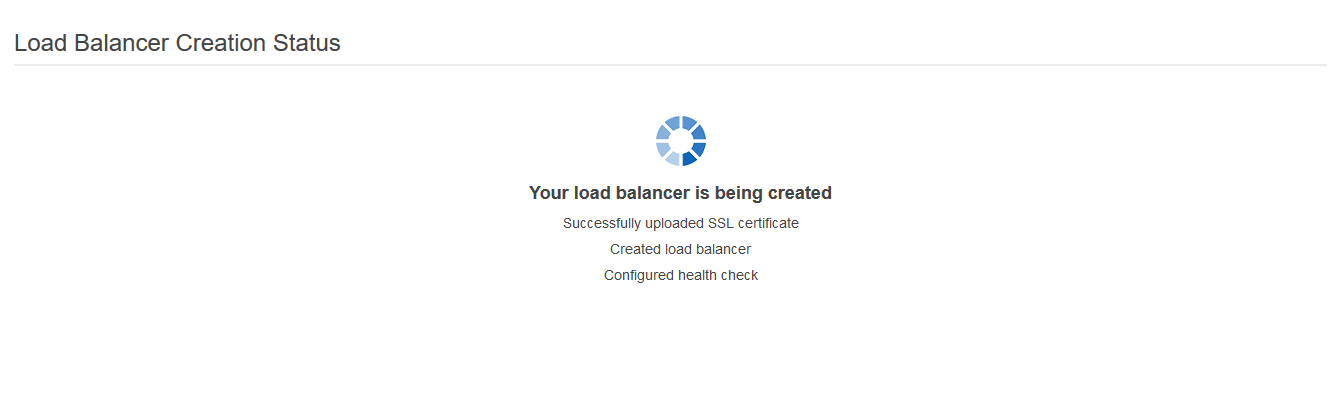 Load Balancer Creation Status
Your load balancer is being created
Successfully uploaded SSL certificate
Created load balancer
Configured health check